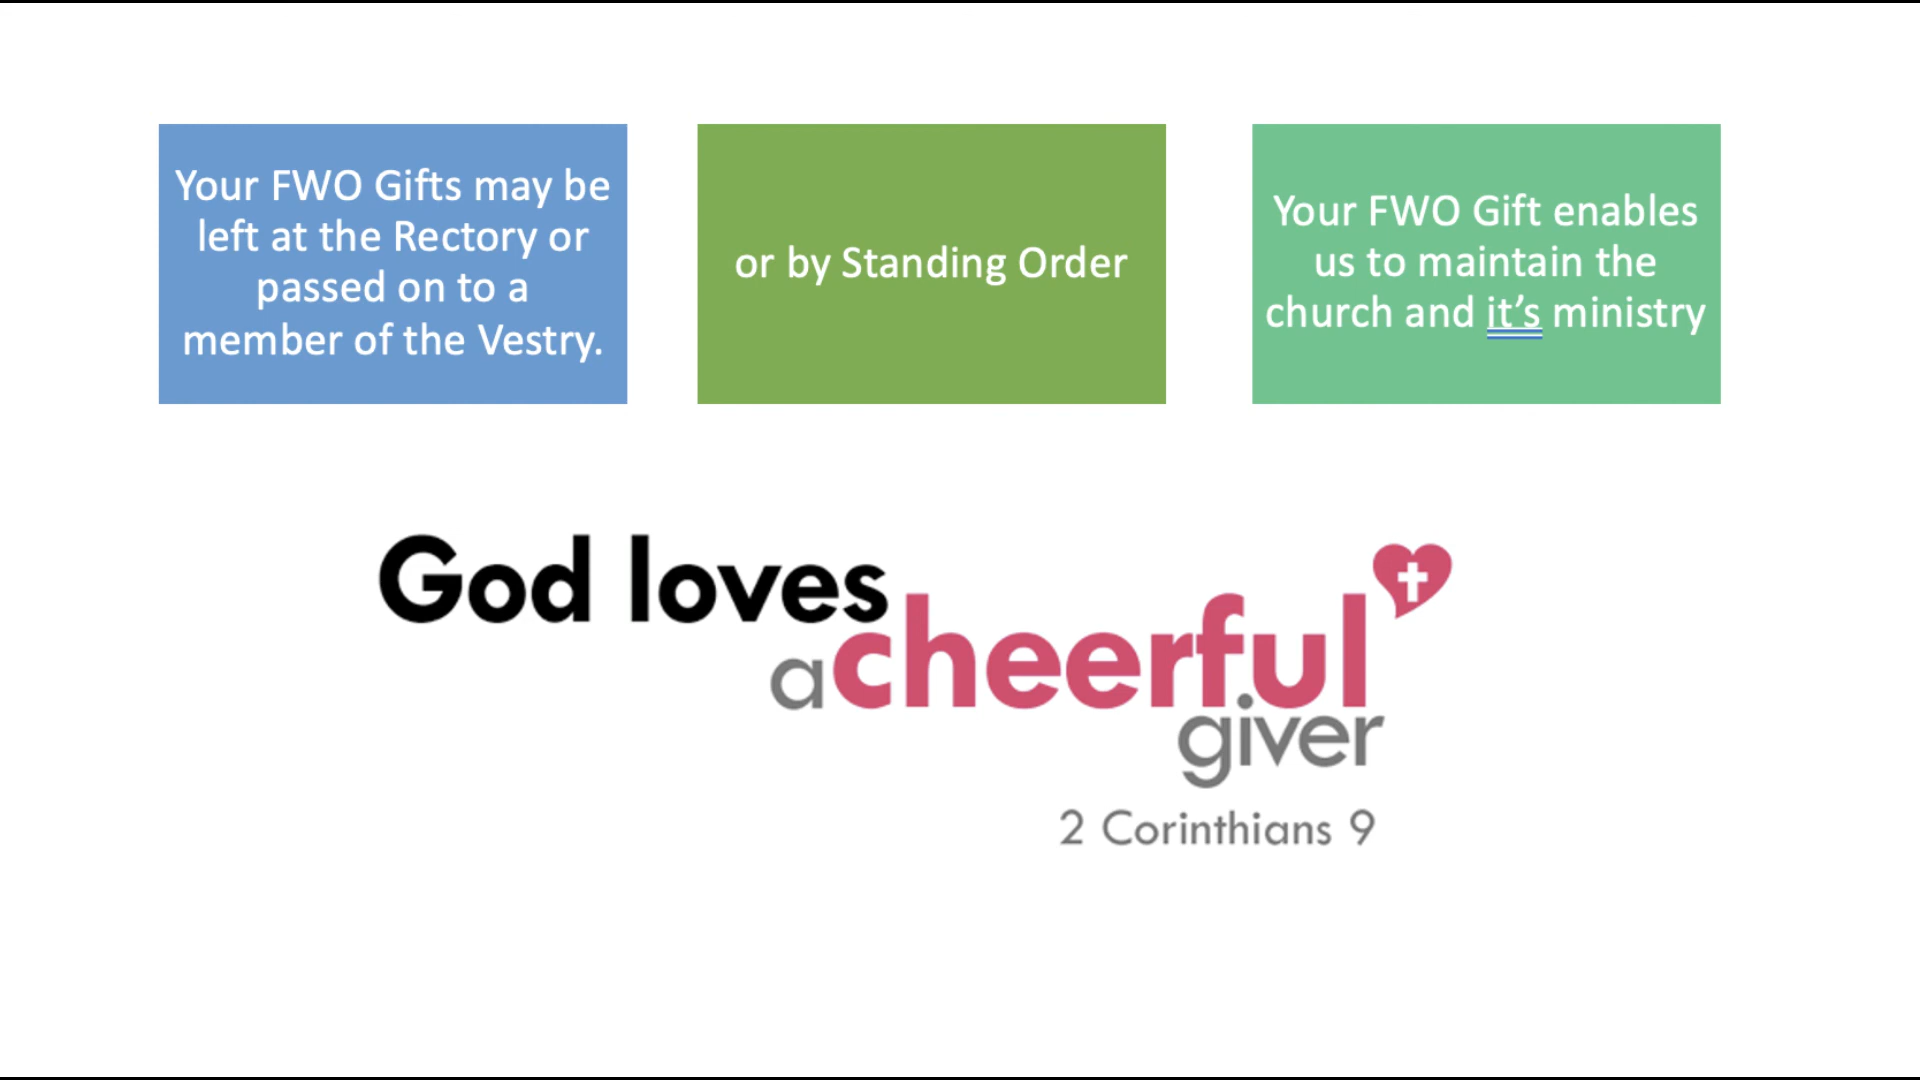 Your FWO Gifts may be
left at the Rectory or
passed on to a
member of the Vestry.
or by Standing Order
Your FWO Gift enables
us to maintain the
church and it’s ministry
God loves
a cheerful
giver
2 Corinthians 9